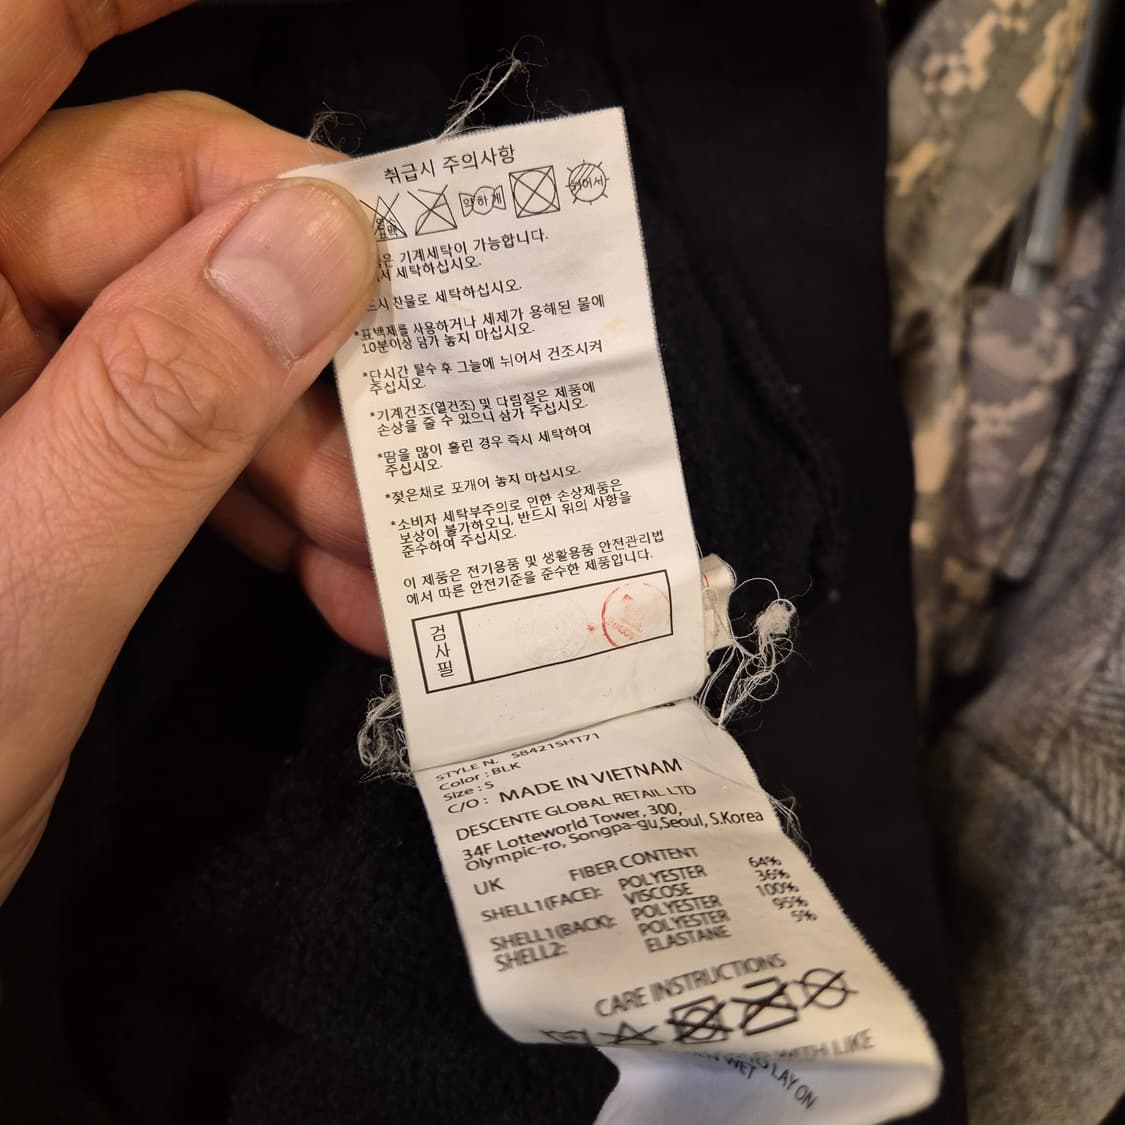 취급시 주의사항
표백
약하게
뉘어서
은 기계세탁이 가능합니다.
서 세탁하십시오.
드시 찬물로 세탁하십시오.
*표백제를 사용하거나 세제가 용해된 물에
10분이상 담가 놓지 마십시오.
*단시간 탈수 후 그늘에 뉘어서 건조시켜
주십시오.
*기계건조(열건조) 및 다림질은 제품에
손상을 줄 수 있으니 삼가 주십시오.
*땀을 많이 흘린 경우 즉시 세탁하여
주십시오.
*젖은채로 포개어 놓지 마십시오.
*소비자 세탁부주의로 인한 손상제품은
보상이 불가하오니, 반드시 위의 사항을
준수하여 주십시오.
이 제품은 전기용품 및 생활용품 안전관리법
에서 따른 안전기준을 준수한 제품입니다.
검사필
STYLE N. S8421SHT71
Color : BLK
Size : S
C/O : MADE IN VIETNAM
DESCENTE GLOBAL RETAIL LTD
34F Lotteworld Tower, 300,
Olympic-ro, Songpa-gu,Seoul, S.Korea
UK FIBER CONTENT
SHELL1(FACE): POLYESTER 64%
VISCOSE 36%
SHELL1(BACK): POLYESTER 100%
SHELL2: POLYESTER 95%
ELASTANE 5%
CARE INSTRUCTIONS
WITH LIKE
WET LAY ON